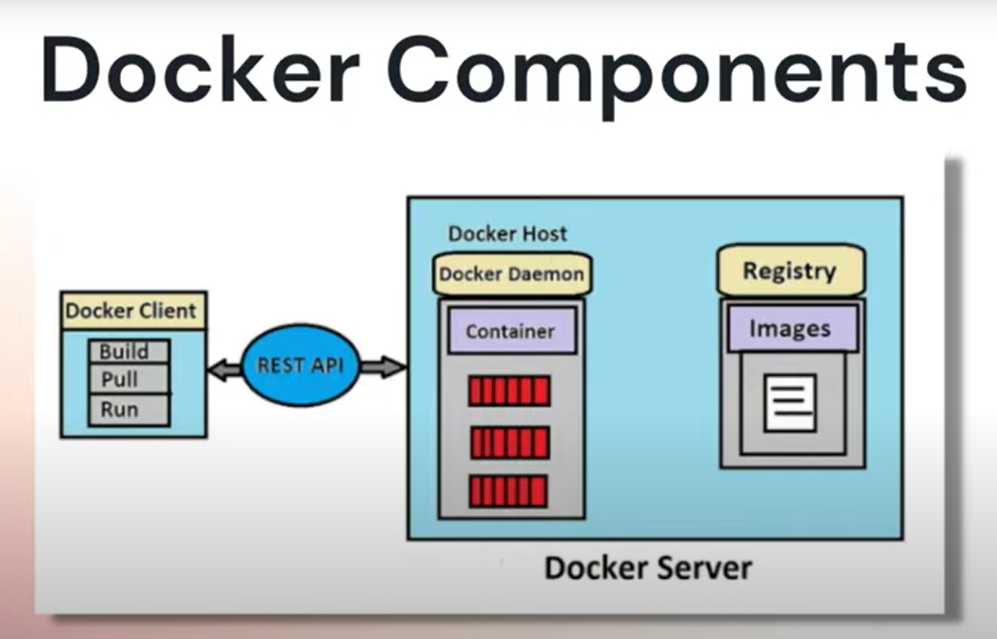 Docker Components
Docker Host
Docker Daemon
Registry
Docker Client
Container
Images
Build
REST API
Pull
Run
Docker Server